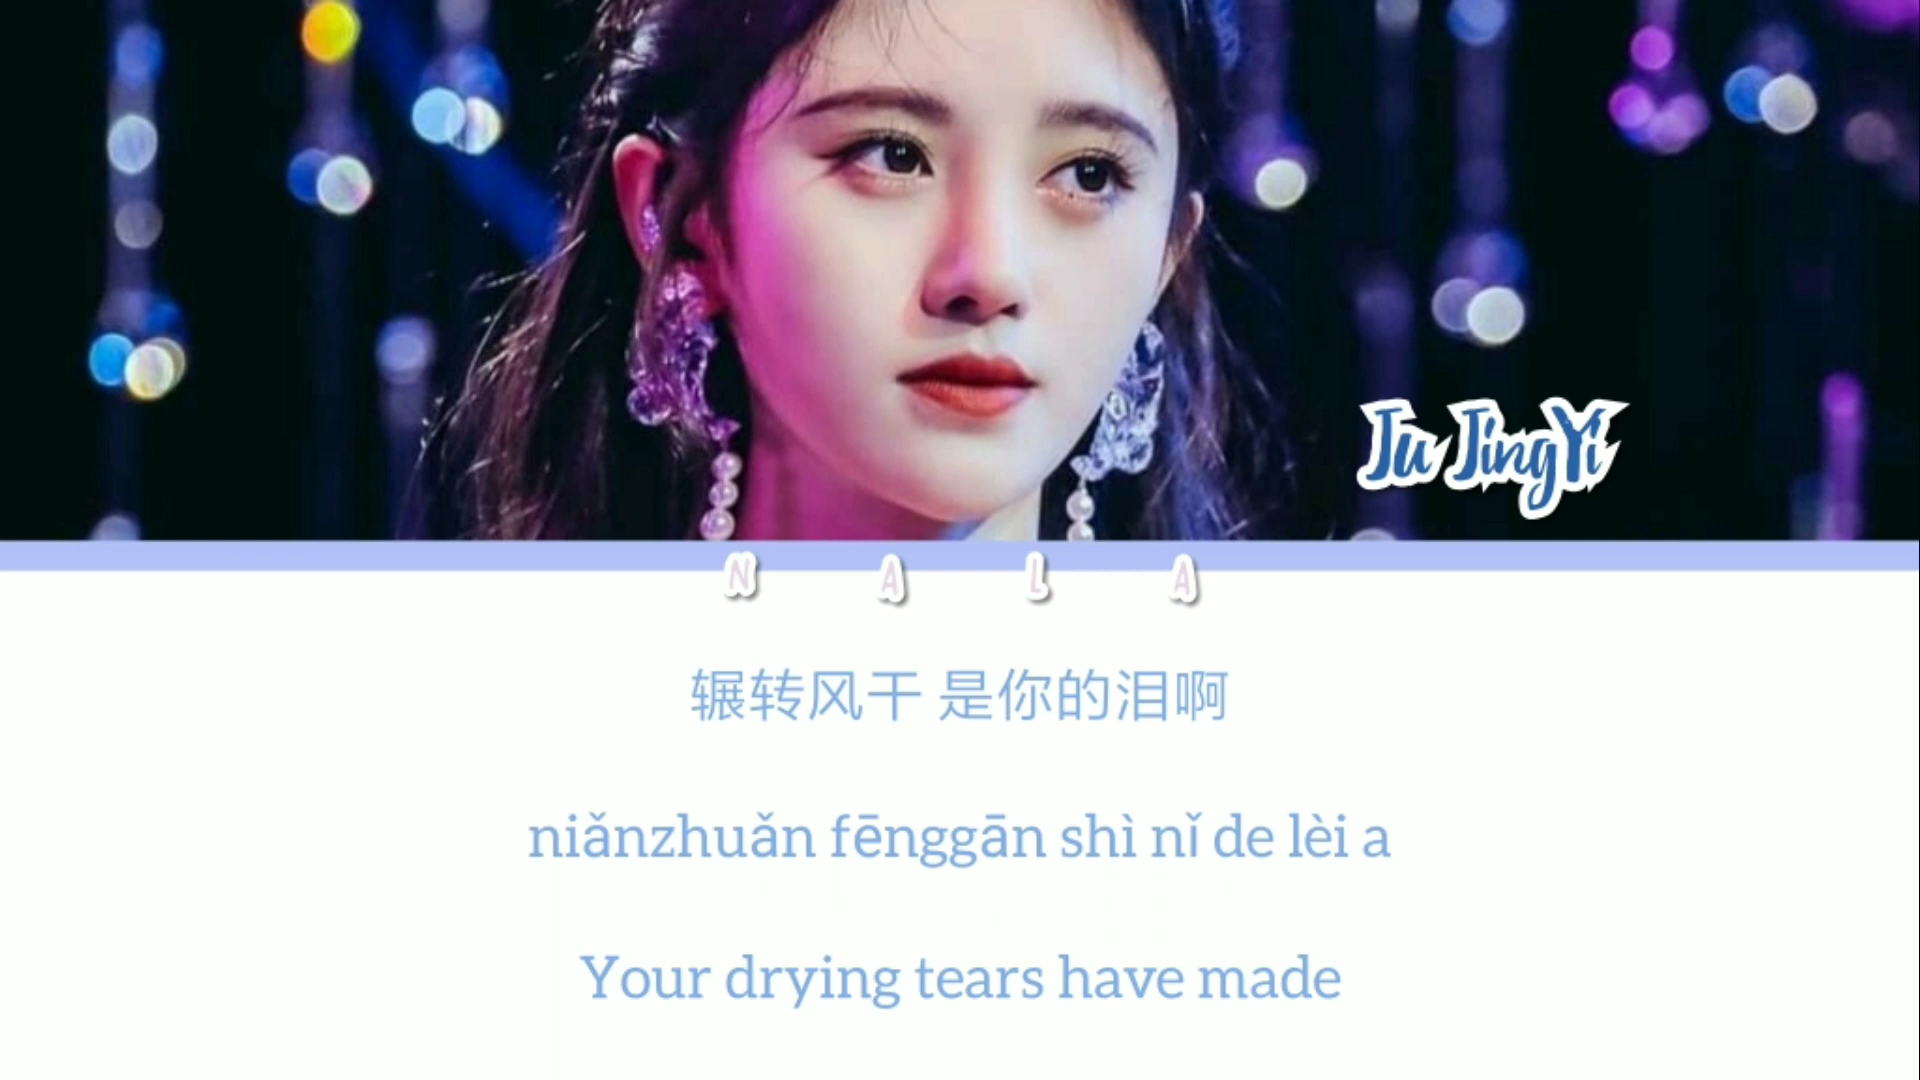 Ju JingYi
N A L A
辗转风干 是你的泪啊
niǎnzhuǎn fēnggān shì nǐ de lèi a
Your drying tears have made